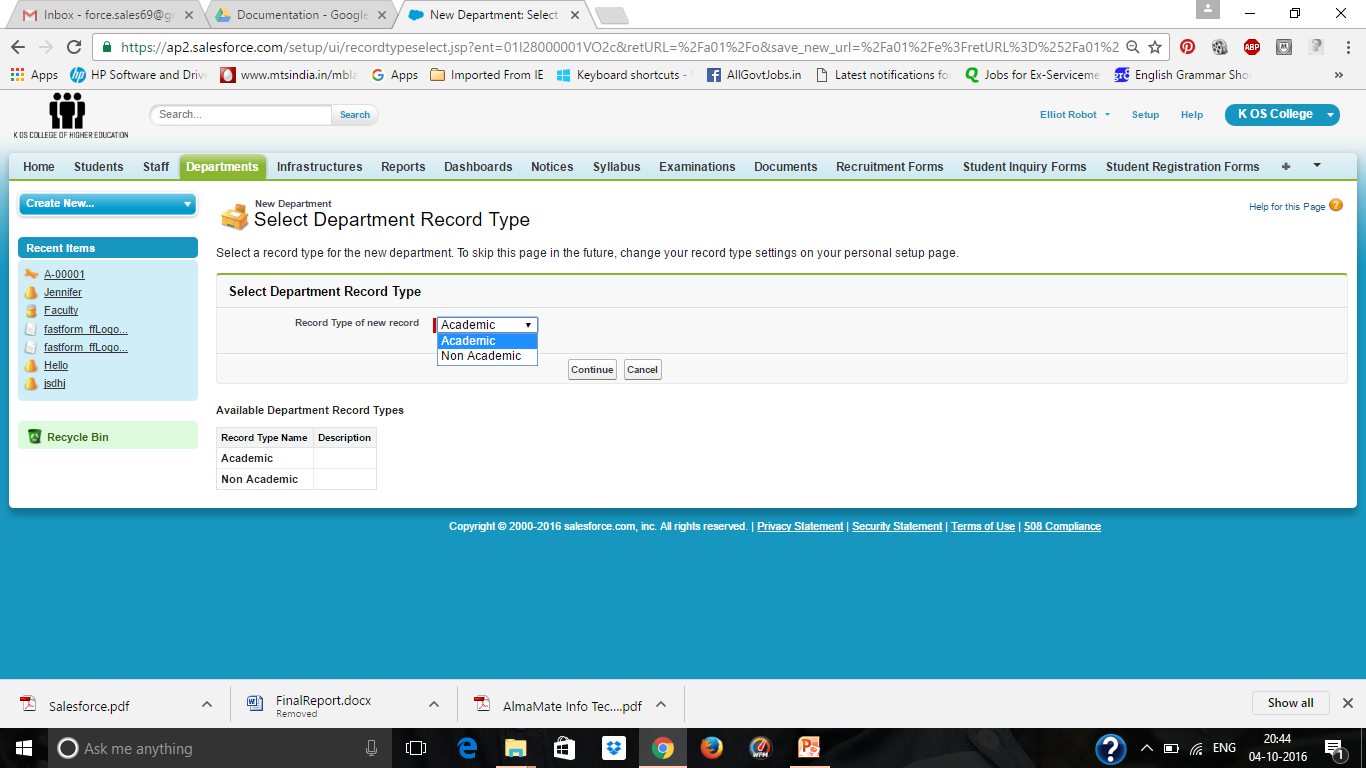 Inbox - force.sales69@g
Documentation - Google
New Department: Select
https://ap2.salesforce.com/setup/ui/recordtypeselect.jsp?ent=01I28000001VO2c&retURL=%2Fa01%2Fo&save_new_url=%2Fa01%2Fe%3FretURL%3D%252Fa01%2
Apps HP Software and Drive www.mtsindia.in/mbla Apps Imported From IE Keyboard shortcuts - AllGovtJobs.in Latest notifications fo Jobs for Ex-Serviceme English Grammar Sho »
K OS COLLEGE OF HIGHER EDUCATION
Search... Search
Elliot Robot Setup Help K OS College
Home Students Staff Departments Infrastructures Reports Dashboards Notices Syllabus Examinations Documents Recruitment Forms Student Inquiry Forms Student Registration Forms +
Create New...
Recent Items
A-00001
Jennifer
Faculty
fastform_ffLogo...
fastform_ffLogo...
Hello
jsdhj
Recycle Bin
New Department
Select Department Record Type
Help for this Page ?
Select a record type for the new department. To skip this page in the future, change your record type settings on your personal setup page.
Select Department Record Type
Record Type of new record Academic
Academic
Non Academic
Continue Cancel
Available Department Record Types
Record Type Name Description
Academic
Non Academic
Copyright © 2000-2016 salesforce.com, inc. All rights reserved. | Privacy Statement | Security Statement | Terms of Use | 508 Compliance
Salesforce.pdf
FinalReport.docx
Removed
AlmaMate Info Tec....pdf
Show all
Ask me anything
ENG
20:44
04-10-2016
1